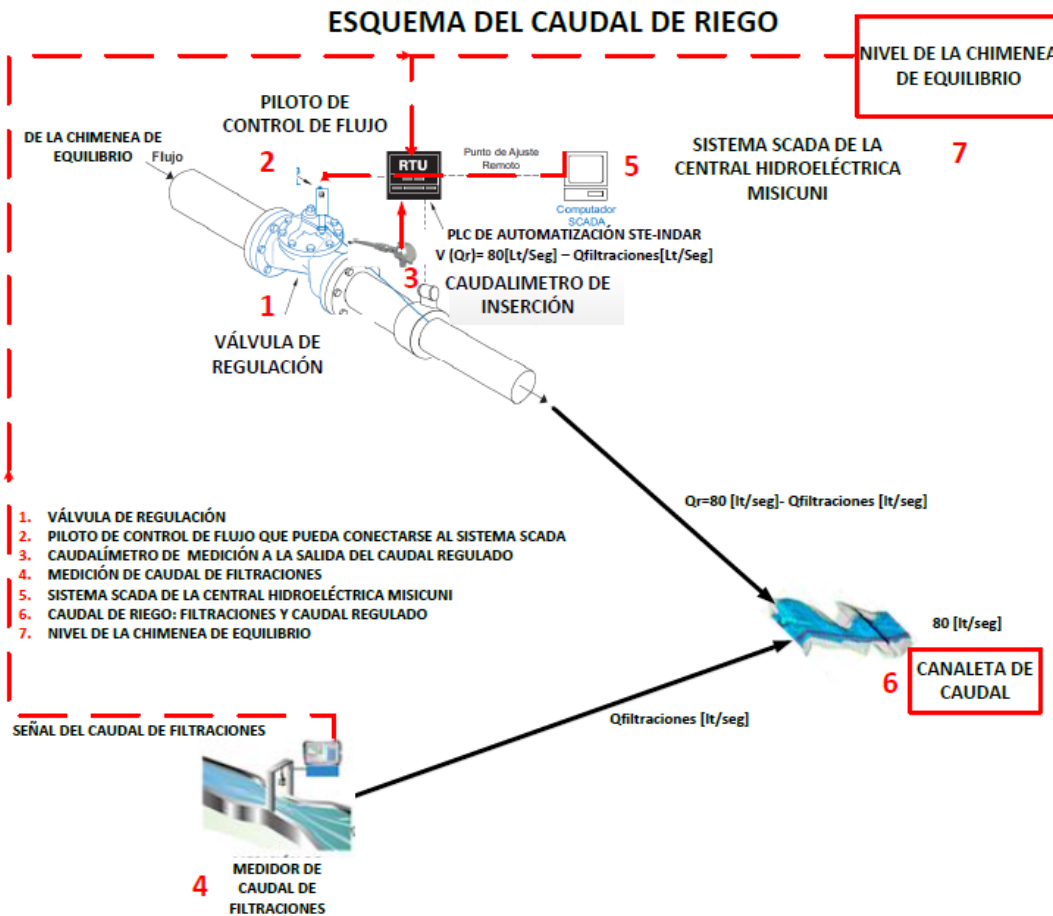 ESQUEMA DEL CAUDAL DE RIEGO
NIVEL DE LA CHIMENEA
DE EQUILIBRIO
PILOTO DE
CONTROL DE FLUJO
DE LA CHIMENEA DE
EQUILIBRIO
Flujo
2
RTU
Punto de Ajuste
Remoto
5
Computador
SCADA
SISTEMA SCADA DE LA
CENTRAL HIDROELÉCTRICA
MISICUNI
7
PLC DE AUTOMATIZACIÓN STE-INDAR
V (Qr)= 80[Lt/Seg] – Qfiltraciones[Lt/Seg]
3
CAUDALIMETRO DE
INSERCIÓN
1
VÁLVULA DE
REGULACIÓN
Qr=80 [lt/seg]- Qfiltraciones [lt/seg]
1. VÁLVULA DE REGULACIÓN
2. PILOTO DE CONTROL DE FLUJO QUE PUEDA CONECTARSE AL SISTEMA SCADA
3. CAUDALÍMETRO DE MEDICIÓN A LA SALIDA DEL CAUDAL REGULADO
4. MEDICIÓN DE CAUDAL DE FILTRACIONES
5. SISTEMA SCADA DE LA CENTRAL HIDROELÉCTRICA MISICUNI
6. CAUDAL DE RIEGO: FILTRACIONES Y CAUDAL REGULADO
7. NIVEL DE LA CHIMENEA DE EQUILIBRIO
80 [lt/seg]
6
CANALETA DE
CAUDAL
Qfiltraciones [lt/seg]
SEÑAL DEL CAUDAL DE FILTRACIONES
4
MEDIDOR DE
CAUDAL DE
FILTRACIONES